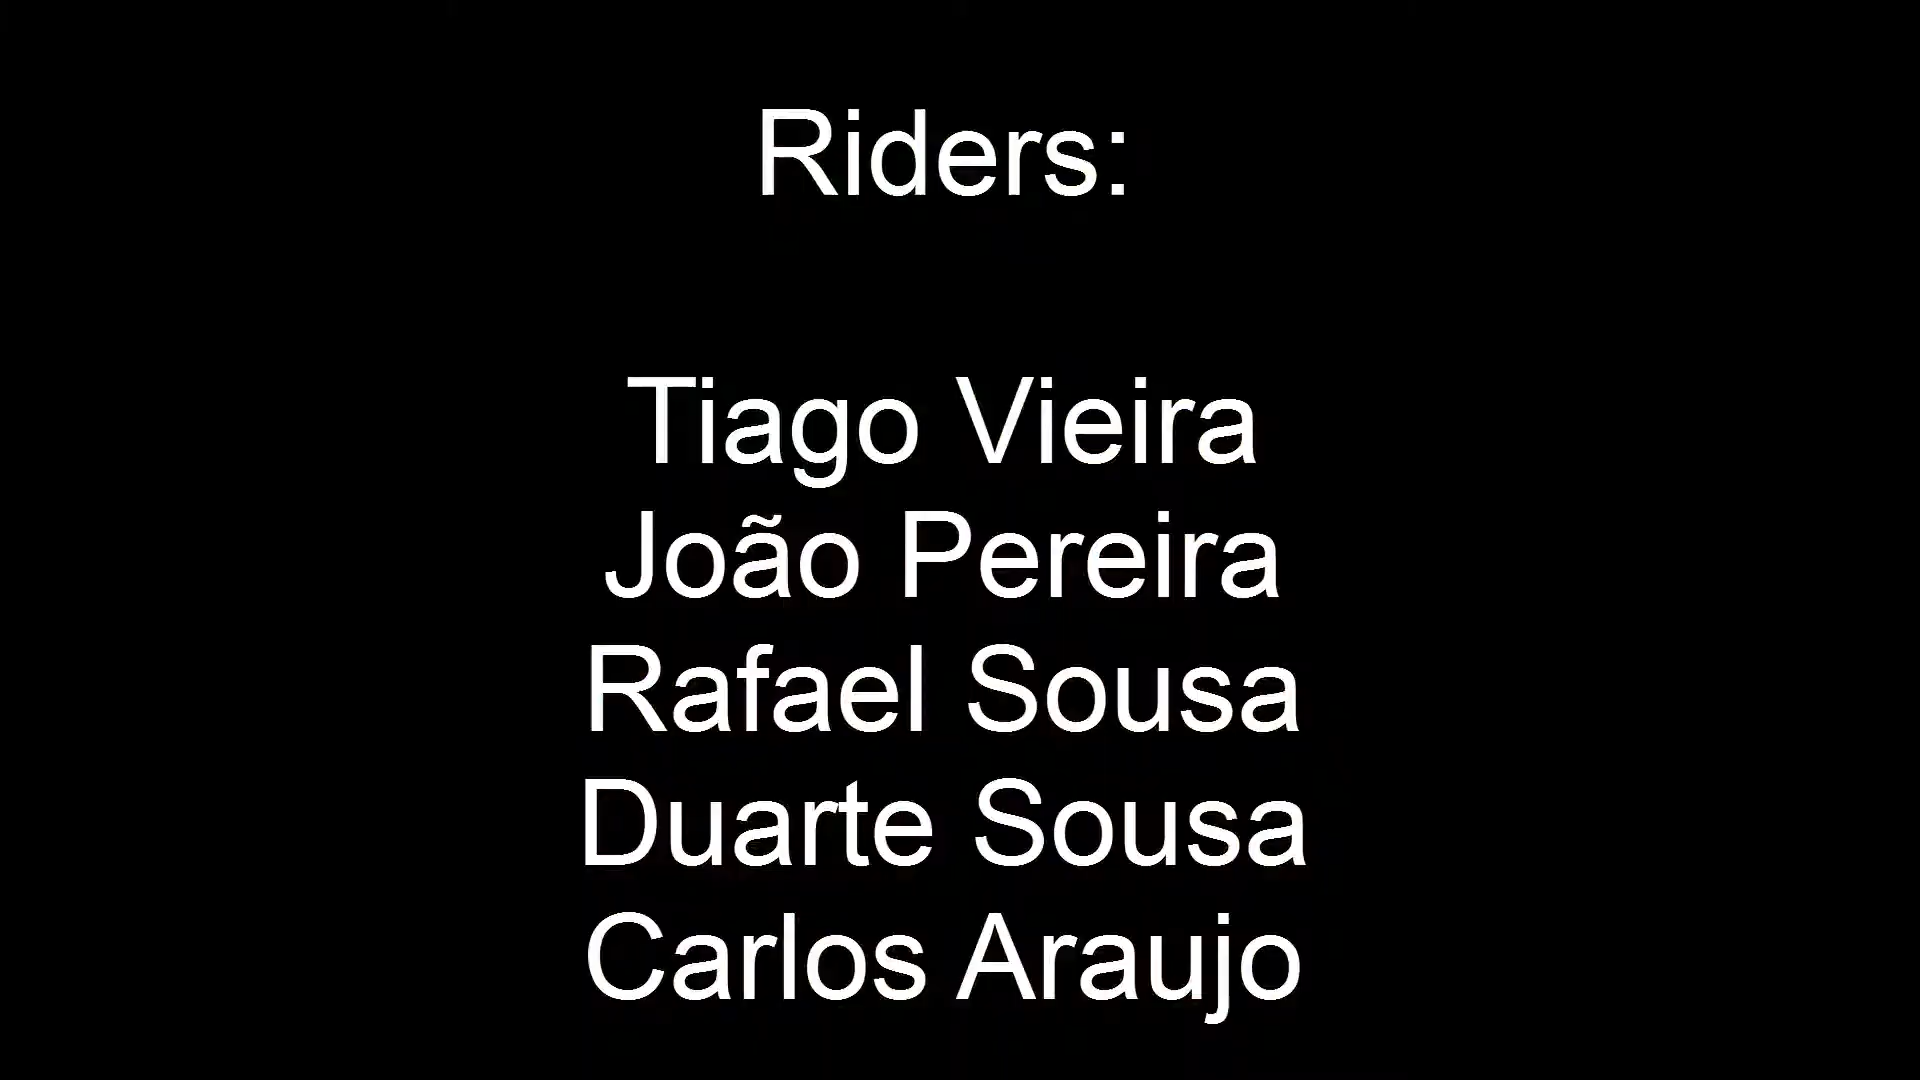 Riders:
Tiago Vieira
João Pereira
Rafael Sousa
Duarte Sousa
Carlos Araujo